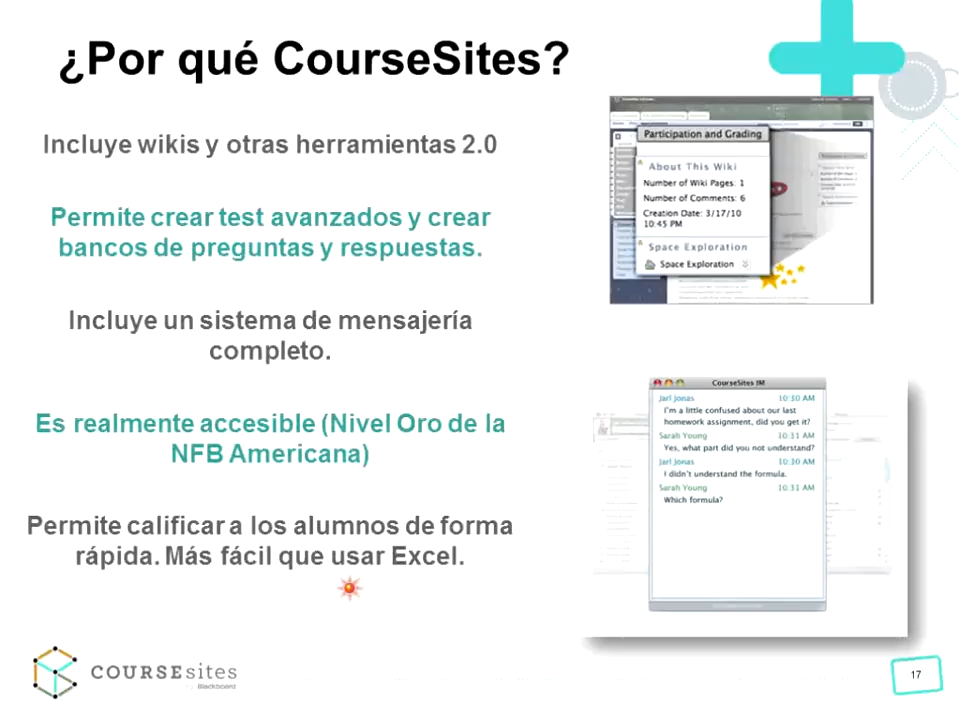 ¿Por qué CourseSites?
Incluye wikis y otras herramientas 2.0
Permite crear test avanzados y crear
bancos de preguntas y respuestas.
Incluye un sistema de mensajería
completo.
Es realmente accesible (Nivel Oro de la
NFB Americana)
Permite calificar a los alumnos de forma
rápida. Más fácil que usar Excel.
Participation and Grading
About This Wiki
Number of Wiki Pages: 1
Number of Comments: 6
Creation Date: 3/17/10
10:45 PM
Space Exploration
Space Exploration
CourseSites IM
Jarl Jonas 10:30 AM
I'm a little confused about our last
homework assignment, did you get it?
Sarah Young 10:31 AM
Yes, what part did you not understand?
Jarl Jonas 10:30 AM
I didn't understand the formula.
Sarah Young 10:31 AM
Which formula?
COURSEsites
Blackboard
17